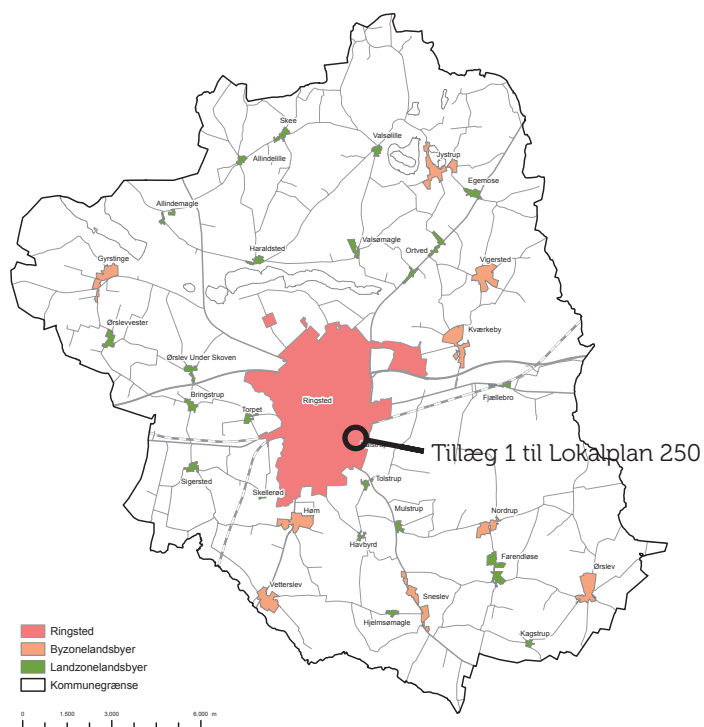 Skee
Valsølille
Jystrup
Allindelille
Egemose
Allindemagle
Valsømagle
Ortved
Haraldsted
Gyrstinge
Vigersted
Ørslevvester
Kværkeby
Ørslev Under Skoven
Fjællebro
Bringstrup
Ringsted
Torpet
Tillæg 1 til Lokalplan 250
Sigersted
Tolstrup
Skellerød
Høm
Mulstrup
Nordrup
Havbyrd
Farendløse
Ørslev
Vetterslev
Sneslev
Hjelmsømagle
Kagstrup
Ringsted
Byzonelandsbyer
Landzonelandsbyer
Kommunegrænse
0 1.500 3.000 6.000 m